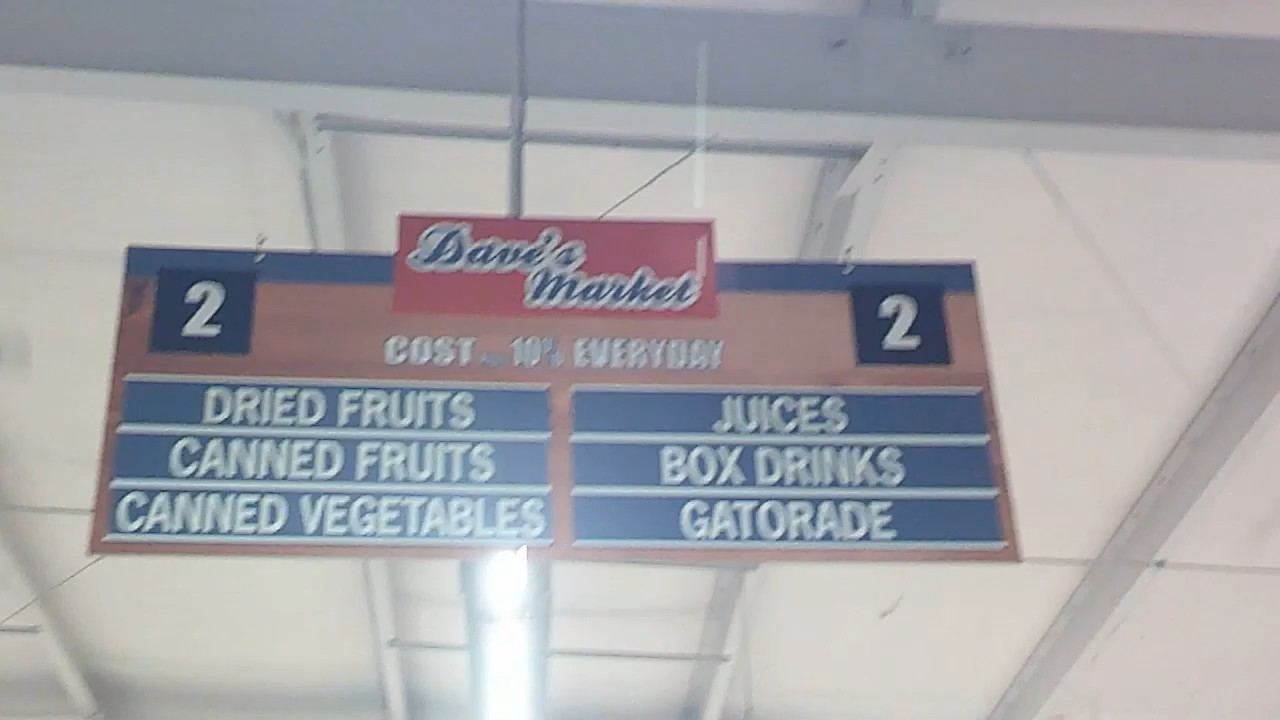 Dave's
Market
2
2
COST 10% EVERYDAY
DRIED FRUITS
JUICES
CANNED FRUITS
BOX DRINKS
CANNED VEGETABLES
GATORADE